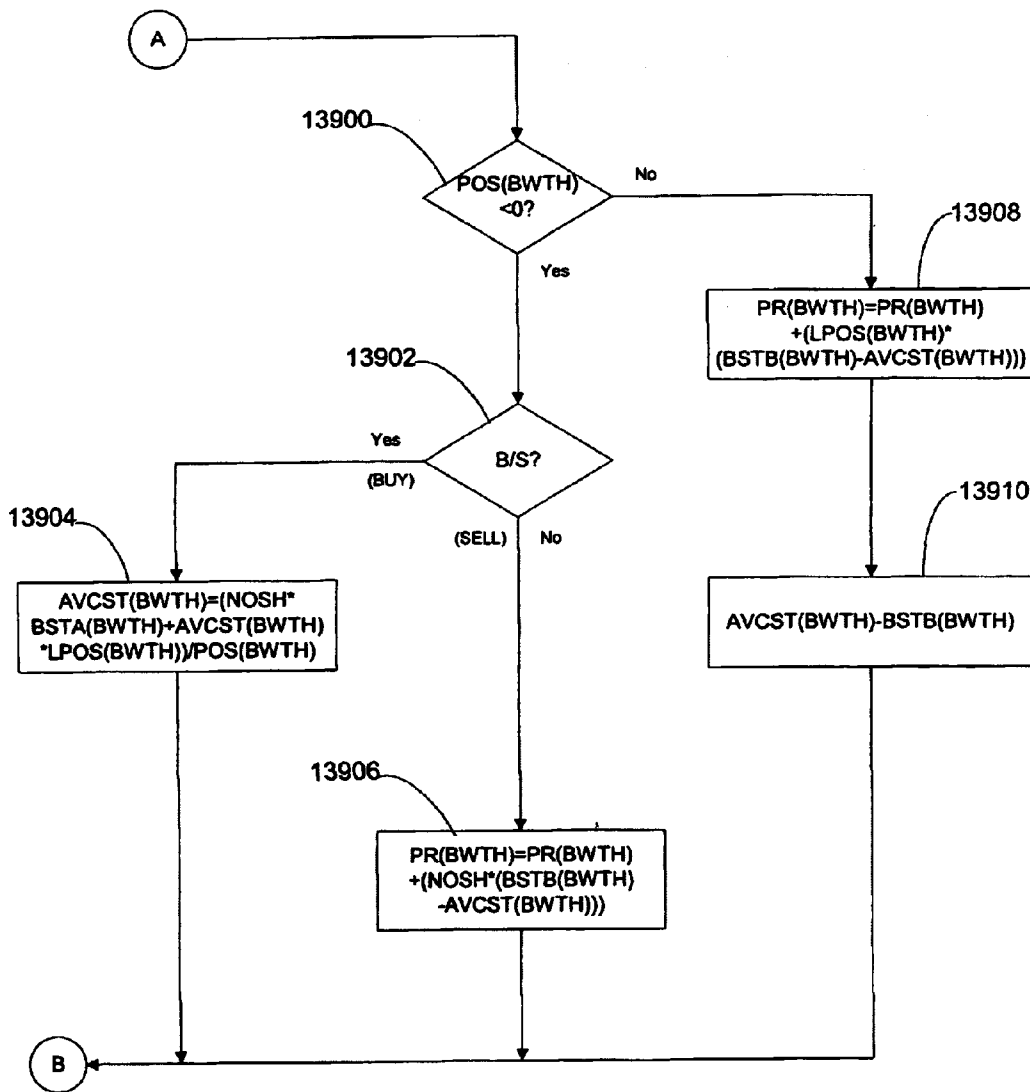 A
13900
POS(BWTH)
<0?
No
Yes
13908
PR(BWTH)=PR(BWTH)
+(LPOS(BWTH)*
(BSTB(BWTH)-AVCST(BWTH)))
13902
B/S?
Yes
(BUY)
(SELL) No
13904
AVCST(BWTH)=(NOSH*
BSTA(BWTH)+AVCST(BWTH)
*LPOS(BWTH))/POS(BWTH)
13910
AVCST(BWTH)-BSTB(BWTH)
13906
PR(BWTH)=PR(BWTH)
+(NOSH*(BSTB(BWTH)
-AVCST(BWTH)))
B